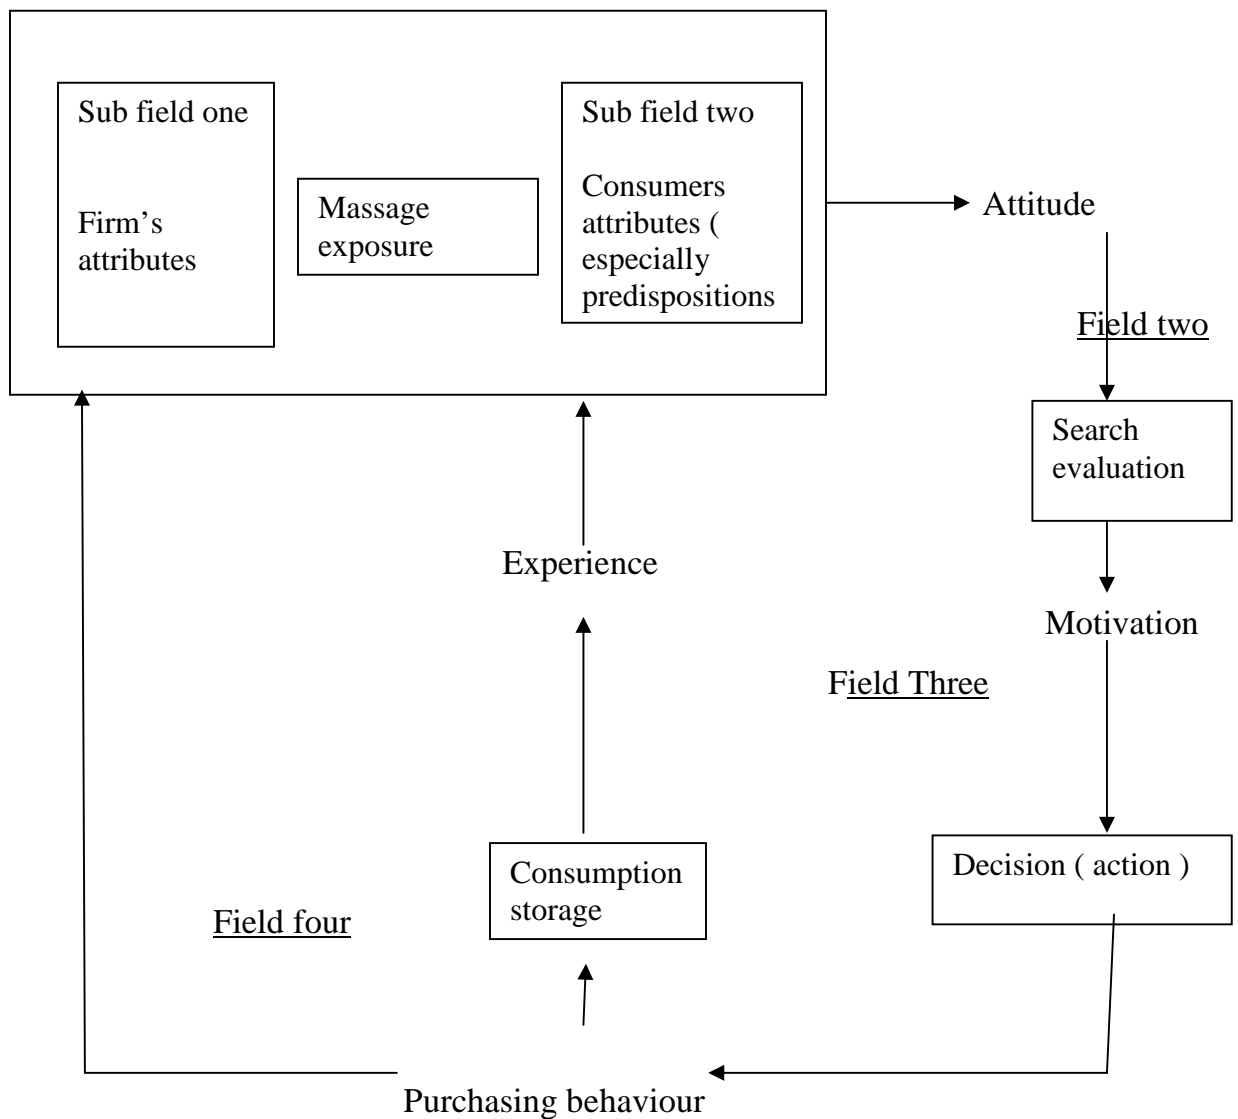 Sub field one
Firm's
attributes
Massage
exposure
Sub field two
Consumers
attributes (
especially
predispositions
Attitude
Field two
Search
evaluation
Motivation
Experience
Field Three
Decision ( action )
Consumption
storage
Field four
Purchasing behaviour